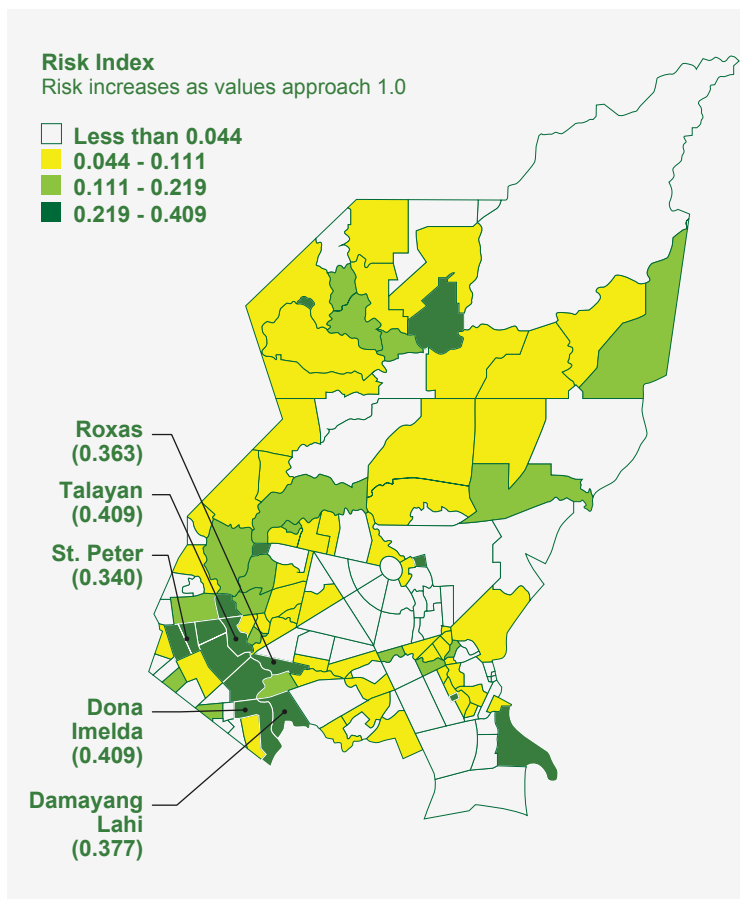 Risk Index
Risk increases as values approach 1.0
Less than 0.044
0.044 - 0.111
0.111 - 0.219
0.219 - 0.409
Roxas
(0.363)
Talayan
(0.409)
St. Peter
(0.340)
Dona
Imelda
(0.409)
Damayang
Lahi
(0.377)